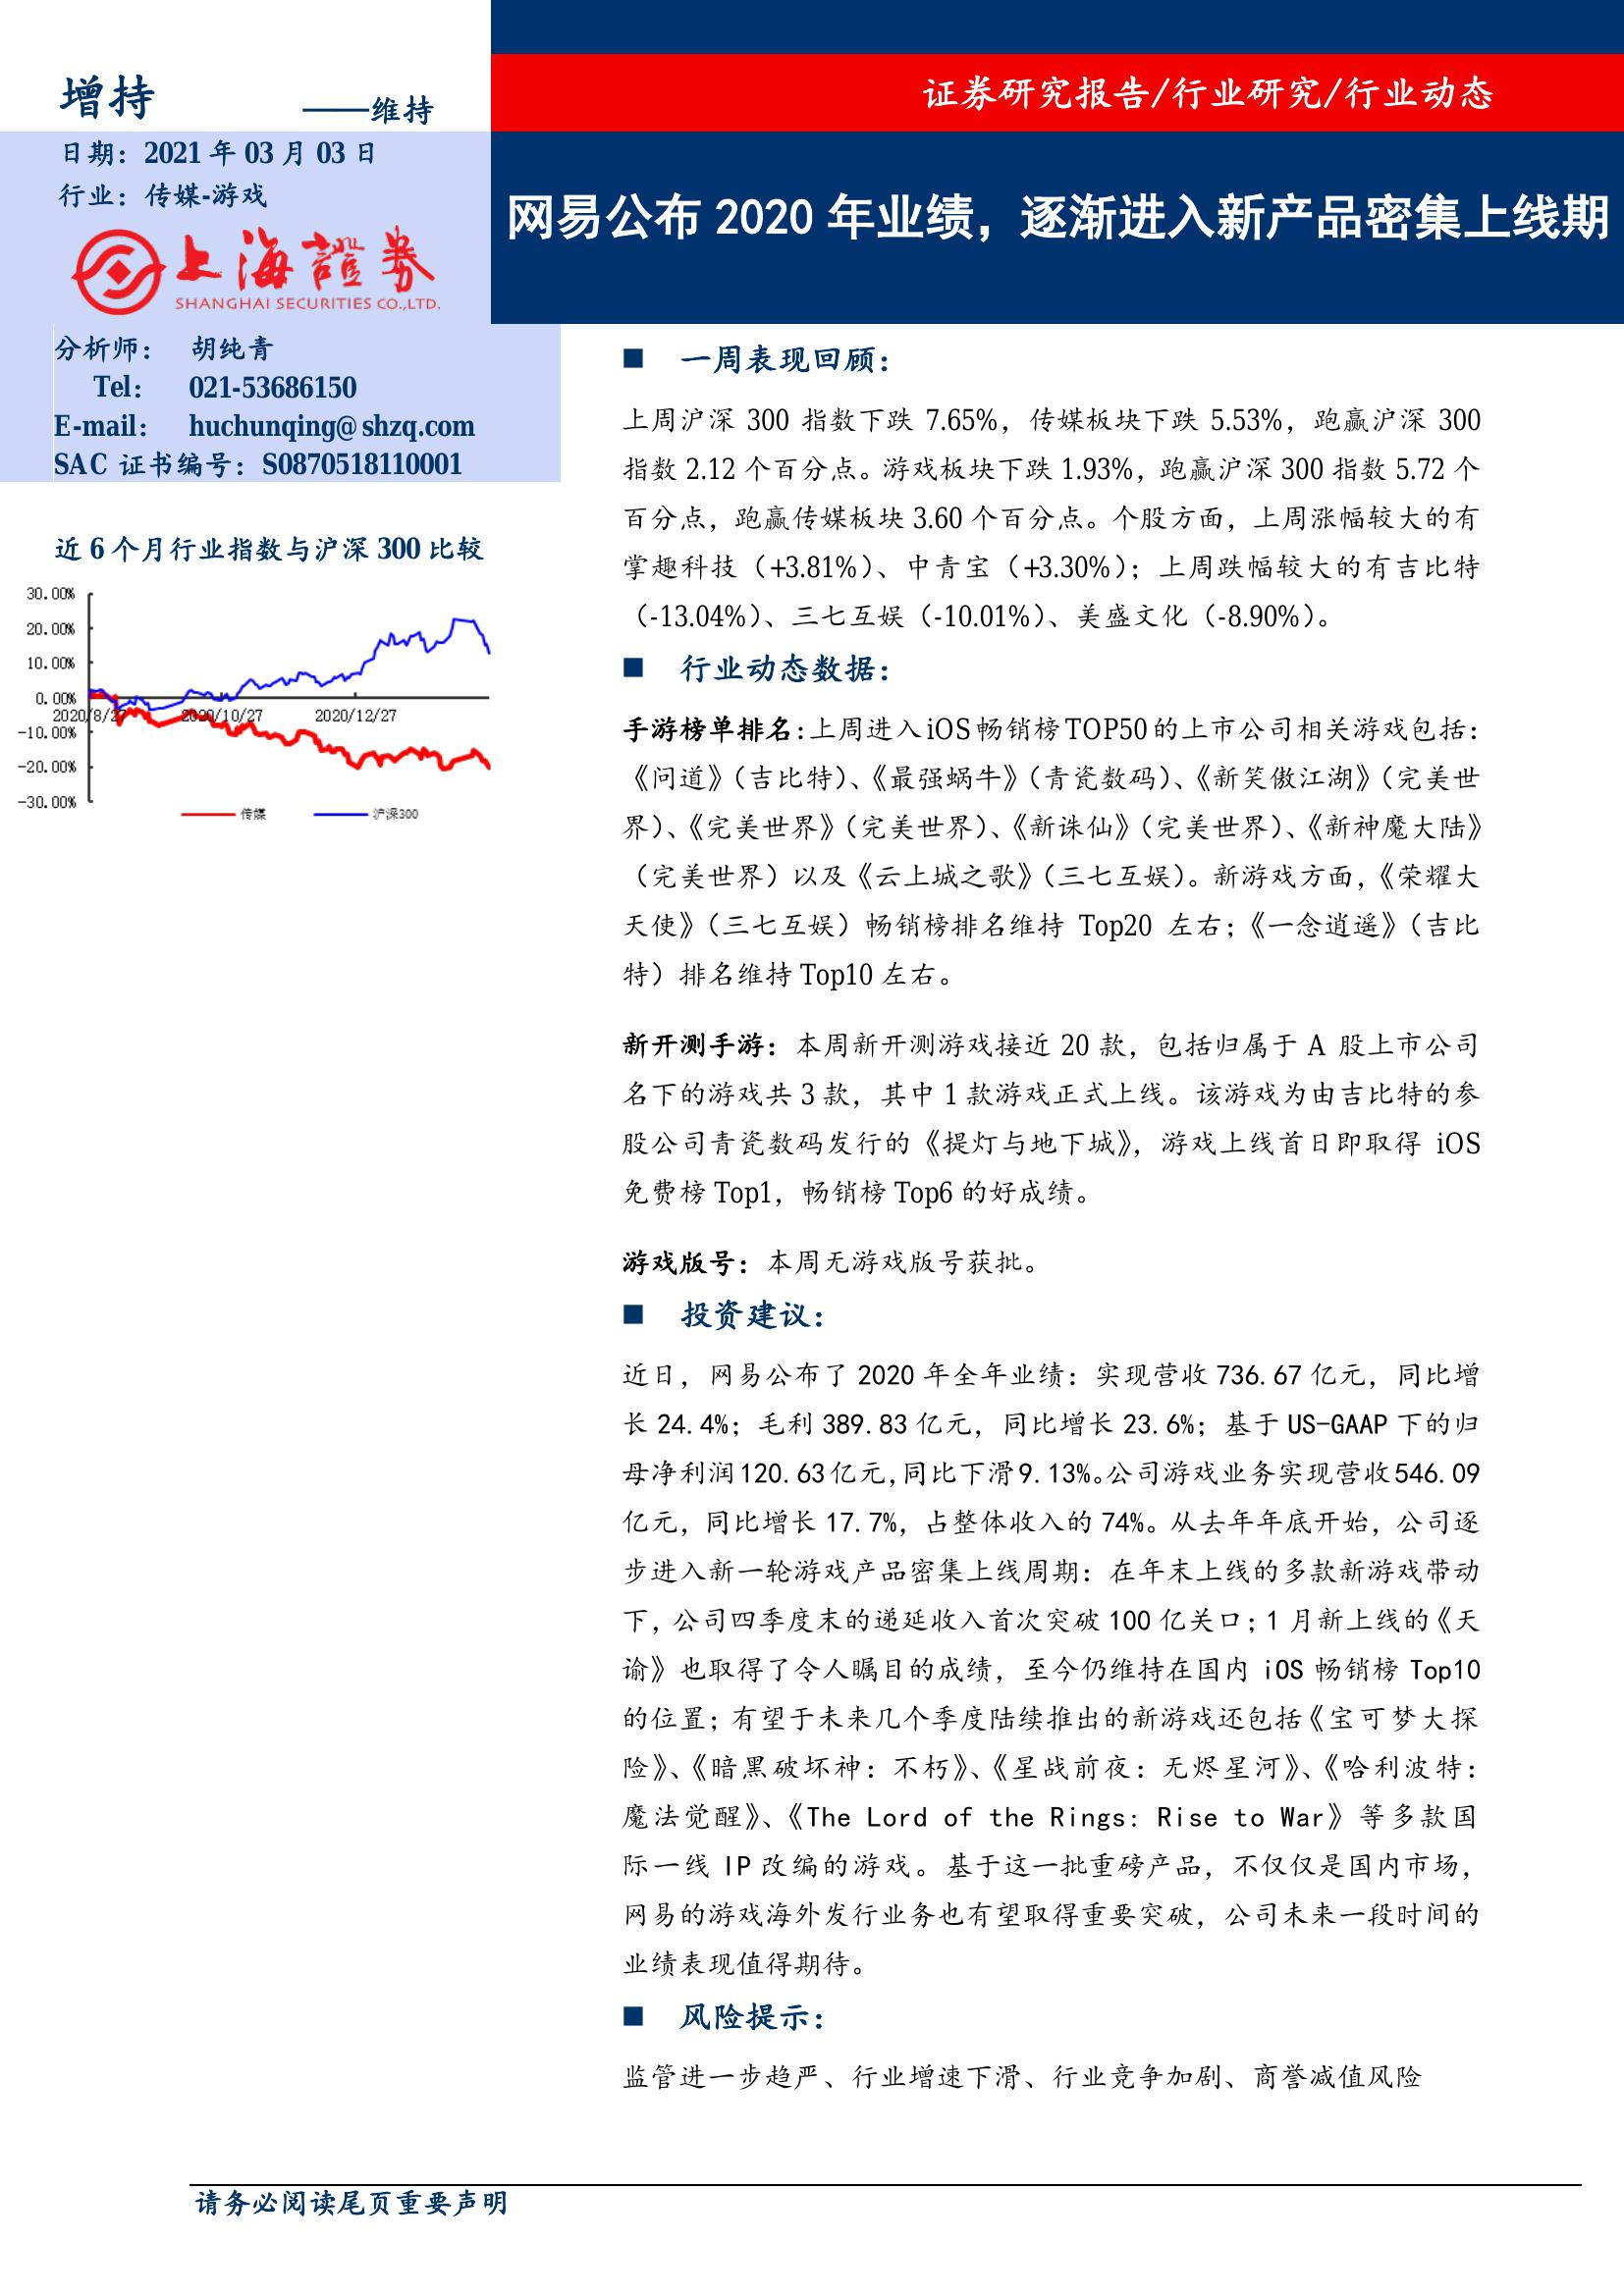 增持 ——维持
日期：2021 年 03 月 03 日
行业：传媒-游戏
上海證券
SHANGHAI SECURITIES CO.,LTD.
分析师： 胡纯青
Tel： 021-53686150
E-mail： huchunqing@shzq.com
SAC 证书编号：S0870518110001
近 6 个月行业指数与沪深 300 比较
30.00%
20.00%
10.00%
0.00%
2020/8/27 2020/10/27 2020/12/27
-10.00%
-20.00%
-30.00%
传媒 沪深300
证券研究报告/行业研究/行业动态
网易公布 2020 年业绩，逐渐进入新产品密集上线期
■ 一周表现回顾：
上周沪深 300 指数下跌 7.65%，传媒板块下跌 5.53%，跑赢沪深 300
指数 2.12 个百分点。游戏板块下跌 1.93%，跑赢沪深 300 指数 5.72 个
百分点，跑赢传媒板块 3.60 个百分点。个股方面，上周涨幅较大的有
掌趣科技（+3.81%）、中青宝（+3.30%）；上周跌幅较大的有吉比特
（-13.04%）、三七互娱（-10.01%）、美盛文化（-8.90%）。
■ 行业动态数据：
手游榜单排名：上周进入 iOS 畅销榜 TOP50 的上市公司相关游戏包括：
《问道》（吉比特）、《最强蜗牛》（青瓷数码）、《新笑傲江湖》（完美世
界）、《完美世界》（完美世界）、《新诛仙》（完美世界）、《新神魔大陆》
（完美世界）以及《云上城之歌》（三七互娱）。新游戏方面，《荣耀大
天使》（三七互娱）畅销榜排名维持 Top20 左右；《一念逍遥》（吉比
特）排名维持 Top10 左右。
新开测手游：本周新开测游戏接近 20 款，包括归属于 A 股上市公司
名下的游戏共 3 款，其中 1 款游戏正式上线。该游戏为由吉比特的参
股公司青瓷数码发行的《提灯与地下城》，游戏上线首日即取得 iOS
免费榜 Top1，畅销榜 Top6 的好成绩。
游戏版号：本周无游戏版号获批。
■ 投资建议：
近日，网易公布了 2020 年全年业绩：实现营收 736.67 亿元，同比增
长 24.4%；毛利 389.83 亿元，同比增长 23.6%；基于 US-GAAP 下的归
母净利润 120.63 亿元，同比下滑 9.13%。公司游戏业务实现营收 546.09
亿元，同比增长 17.7%，占整体收入的 74%。从去年年底开始，公司逐
步进入新一轮游戏产品密集上线周期：在年末上线的多款新游戏带动
下，公司四季度末的递延收入首次突破 100 亿关口；1 月新上线的《天
谕》也取得了令人瞩目的成绩，至今仍维持在国内 iOS 畅销榜 Top10
的位置；有望于未来几个季度陆续推出的新游戏还包括《宝可梦大探
险》、《暗黑破坏神：不朽》、《星战前夜：无烬星河》、《哈利波特：
魔法觉醒》、《The Lord of the Rings: Rise to War》等多款国
际一线 IP 改编的游戏。基于这一批重磅产品，不仅仅是国内市场，
网易的游戏海外发行业务也有望取得重要突破，公司未来一段时间的
业绩表现值得期待。
■ 风险提示：
监管进一步趋严、行业增速下滑、行业竞争加剧、商誉减值风险
请务必阅读尾页重要声明